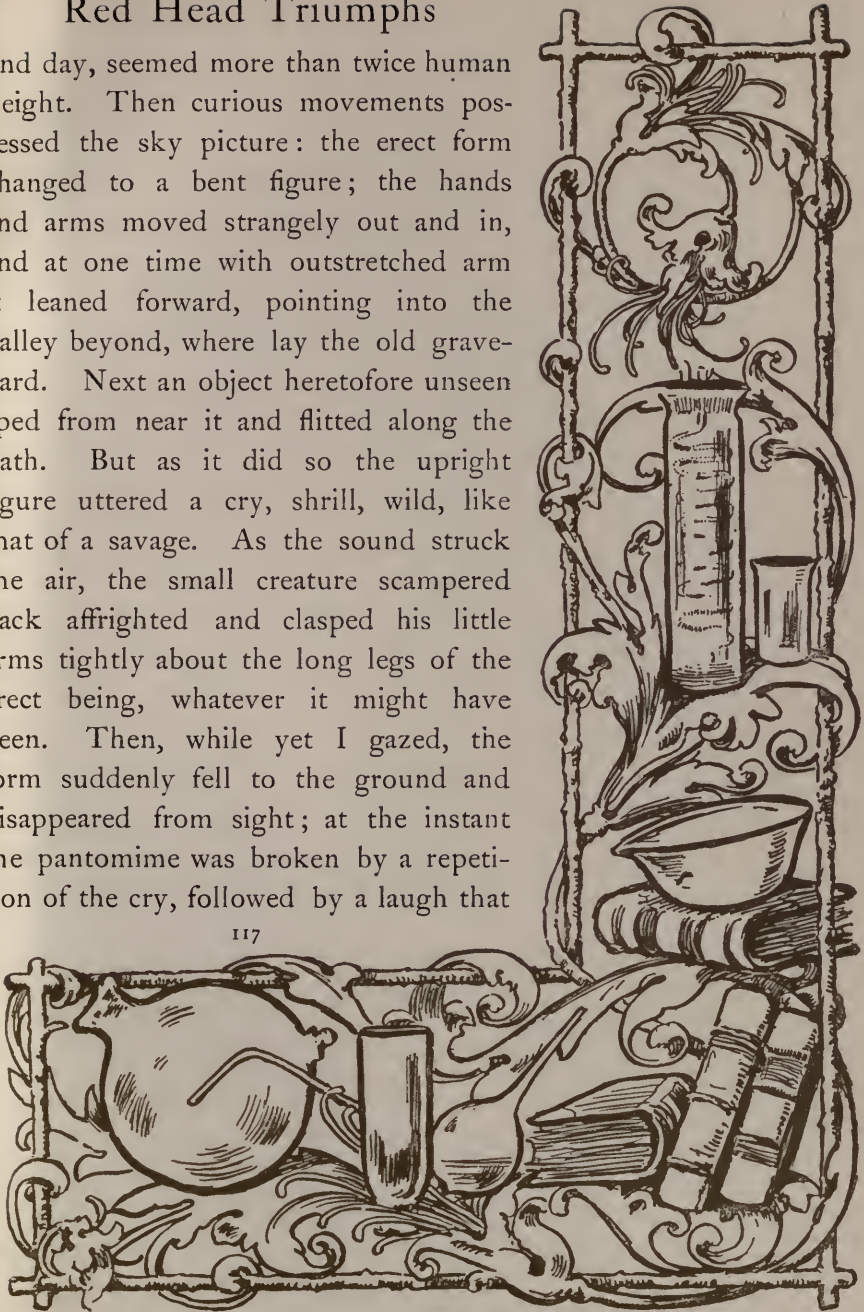 Red Head Triumphs
nd day, seemed more than twice human
eight. Then curious movements pos-
essed the sky picture: the erect form
hanged to a bent figure; the hands
nd arms moved strangely out and in,
nd at one time with outstretched arm
t leaned forward, pointing into the
alley beyond, where lay the old grave-
ard. Next an object heretofore unseen
ped from near it and flitted along the
ath. But as it did so the upright
gure uttered a cry, shrill, wild, like
hat of a savage. As the sound struck
he air, the small creature scampered
ack affrighted and clasped his little
rms tightly about the long legs of the
rect being, whatever it might have
een. Then, while yet I gazed, the
orm suddenly fell to the ground and
isappeared from sight; at the instant
he pantomime was broken by a repeti-
on of the cry, followed by a laugh that
117